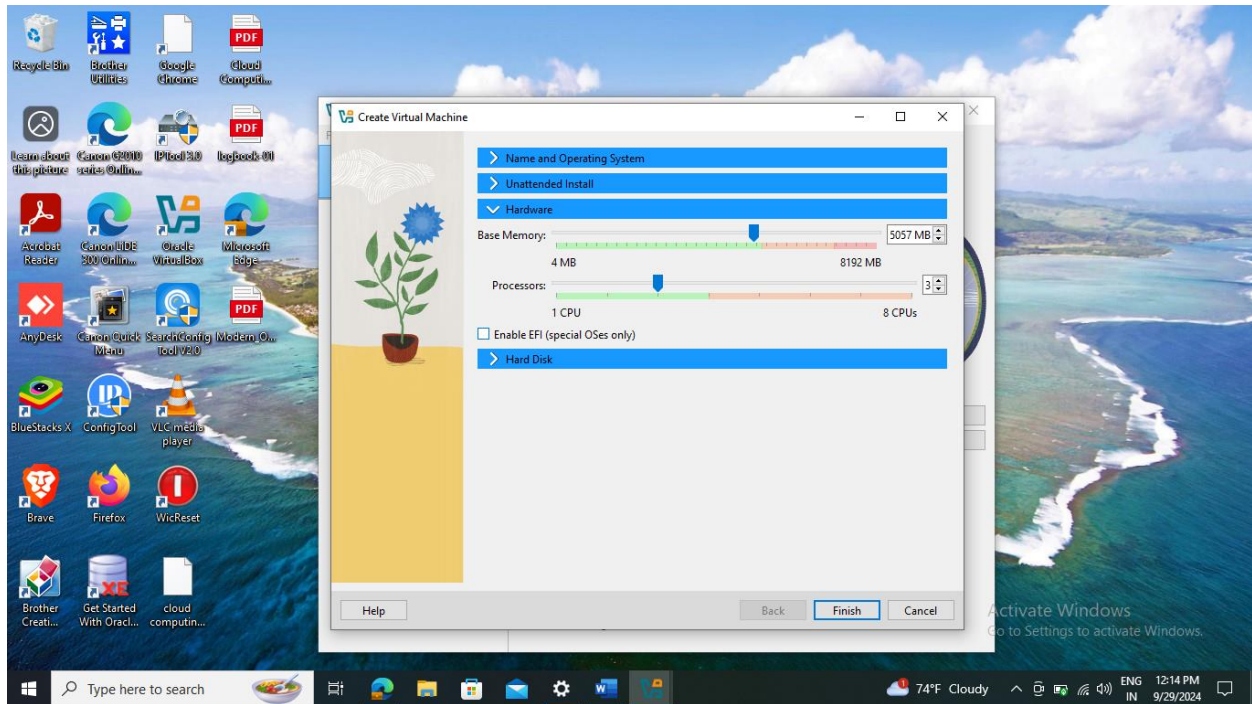 Recycle Bin
Brother
Utilities
Google
Chrome
PDF
Cloud
Computi...
Learn about
this picture
Canon G2010
series Onlin...
IPTool 3.0
PDF
logbook-01
Acrobat
Reader
Canon LiDE
300 Onlin...
Oracle
VirtualBox
Microsoft
Edge
AnyDesk
Canon Quick
Menu
SearchConfig
Tool V2.0
PDF
Modern_O...
BlueStacks X
IP
ConfigTool
VLC media
player
Brave
Firefox
WicReset
Brother
Creati...
XE
Get Started
With Oracl...
cloud
computin...
Create Virtual Machine
Name and Operating System
Unattended Install
Hardware
Base Memory:
5057 MB
4 MB
8192 MB
Processors:
3
1 CPU
8 CPUs
Enable EFI (special OSes only)
Hard Disk
Help
Back
Finish
Cancel
Activate Windows
Go to Settings to activate Windows.
Type here to search
74°F Cloudy
ENG
IN
12:14 PM
9/29/2024